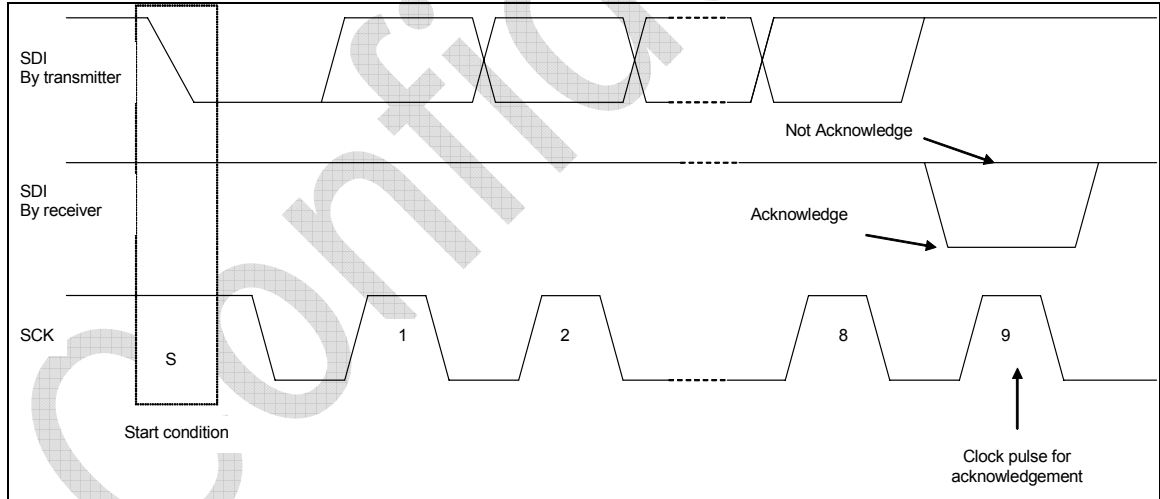 SDI
By transmitter
Not Acknowledge
SDI
By receiver
Acknowledge
SCK
S
1
2
8
9
Start condition
Clock pulse for
acknowledgement
Confid